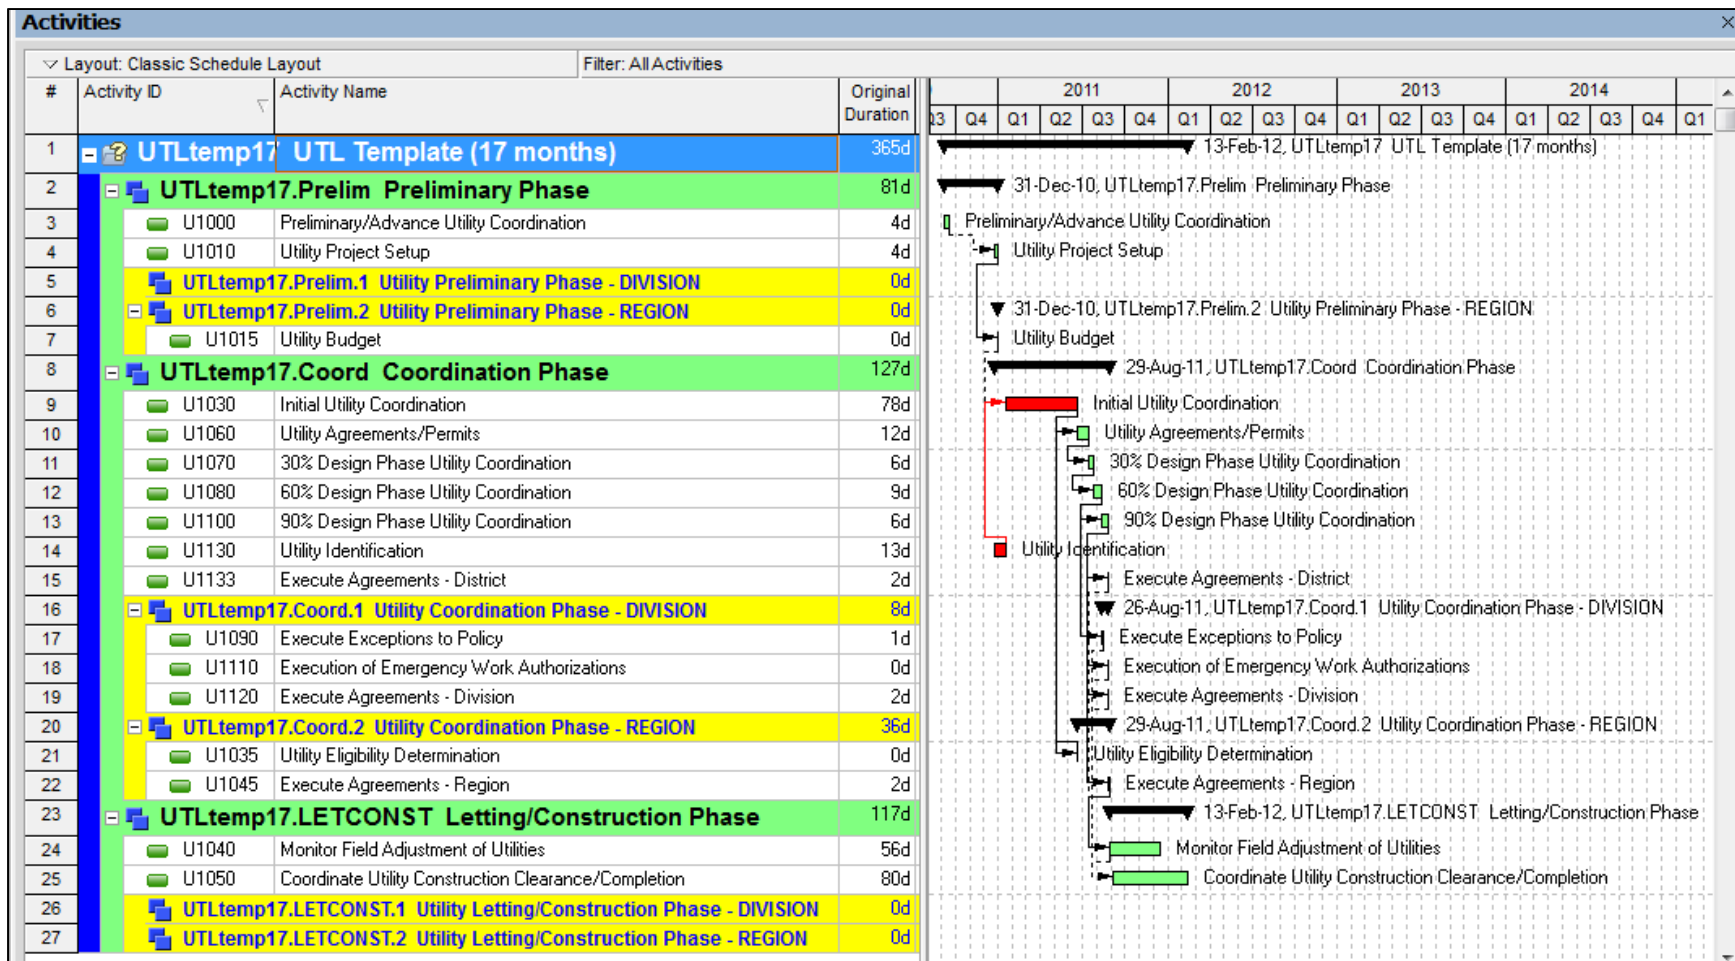 Activities
Layout: Classic Schedule Layout Filter: All Activities
# Activity ID Activity Name Original Duration 2011 2012 2013 2014
Q3 Q4 Q1 Q2 Q3 Q4 Q1 Q2 Q3 Q4 Q1 Q2 Q3 Q4 Q1 Q2 Q3 Q4 Q1
1 UTLtemp17 UTL Template (17 months) 365d 13-Feb-12, UTLtemp17 UTL Template (17 months)
2 UTLtemp17.Prelim Preliminary Phase 81d 31-Dec-10, UTLtemp17.Prelim Preliminary Phase
3 U1000 Preliminary/Advance Utility Coordination 4d Preliminary/Advance Utility Coordination
4 U1010 Utility Project Setup 4d Utility Project Setup
5 UTLtemp17.Prelim.1 Utility Preliminary Phase - DIVISION 0d
6 UTLtemp17.Prelim.2 Utility Preliminary Phase - REGION 0d 31-Dec-10, UTLtemp17.Prelim.2 Utility Preliminary Phase - REGION
7 U1015 Utility Budget 0d Utility Budget
8 UTLtemp17.Coord Coordination Phase 127d 29-Aug-11, UTLtemp17.Coord Coordination Phase
9 U1030 Initial Utility Coordination 78d Initial Utility Coordination
10 U1060 Utility Agreements/Permits 12d Utility Agreements/Permits
11 U1070 30% Design Phase Utility Coordination 6d 30% Design Phase Utility Coordination
12 U1080 60% Design Phase Utility Coordination 9d 60% Design Phase Utility Coordination
13 U1100 90% Design Phase Utility Coordination 6d 90% Design Phase Utility Coordination
14 U1130 Utility Identification 13d Utility Identification
15 U1133 Execute Agreements - District 2d Execute Agreements - District
16 UTLtemp17.Coord.1 Utility Coordination Phase - DIVISION 8d 26-Aug-11, UTLtemp17.Coord.1 Utility Coordination Phase - DIVISION
17 U1090 Execute Exceptions to Policy 1d Execute Exceptions to Policy
18 U1110 Execution of Emergency Work Authorizations 0d Execution of Emergency Work Authorizations
19 U1120 Execute Agreements - Division 2d Execute Agreements - Division
20 UTLtemp17.Coord.2 Utility Coordination Phase - REGION 36d 29-Aug-11, UTLtemp17.Coord.2 Utility Coordination Phase - REGION
21 U1035 Utility Eligibility Determination 0d Utility Eligibility Determination
22 U1045 Execute Agreements - Region 2d Execute Agreements - Region
23 UTLtemp17.LETCONST Letting/Construction Phase 117d 13-Feb-12, UTLtemp17.LETCONST Letting/Construction Phase
24 U1040 Monitor Field Adjustment of Utilities 56d Monitor Field Adjustment of Utilities
25 U1050 Coordinate Utility Construction Clearance/Completion 80d Coordinate Utility Construction Clearance/Completion
26 UTLtemp17.LETCONST.1 Utility Letting/Construction Phase - DIVISION 0d
27 UTLtemp17.LETCONST.2 Utility Letting/Construction Phase - REGION 0d